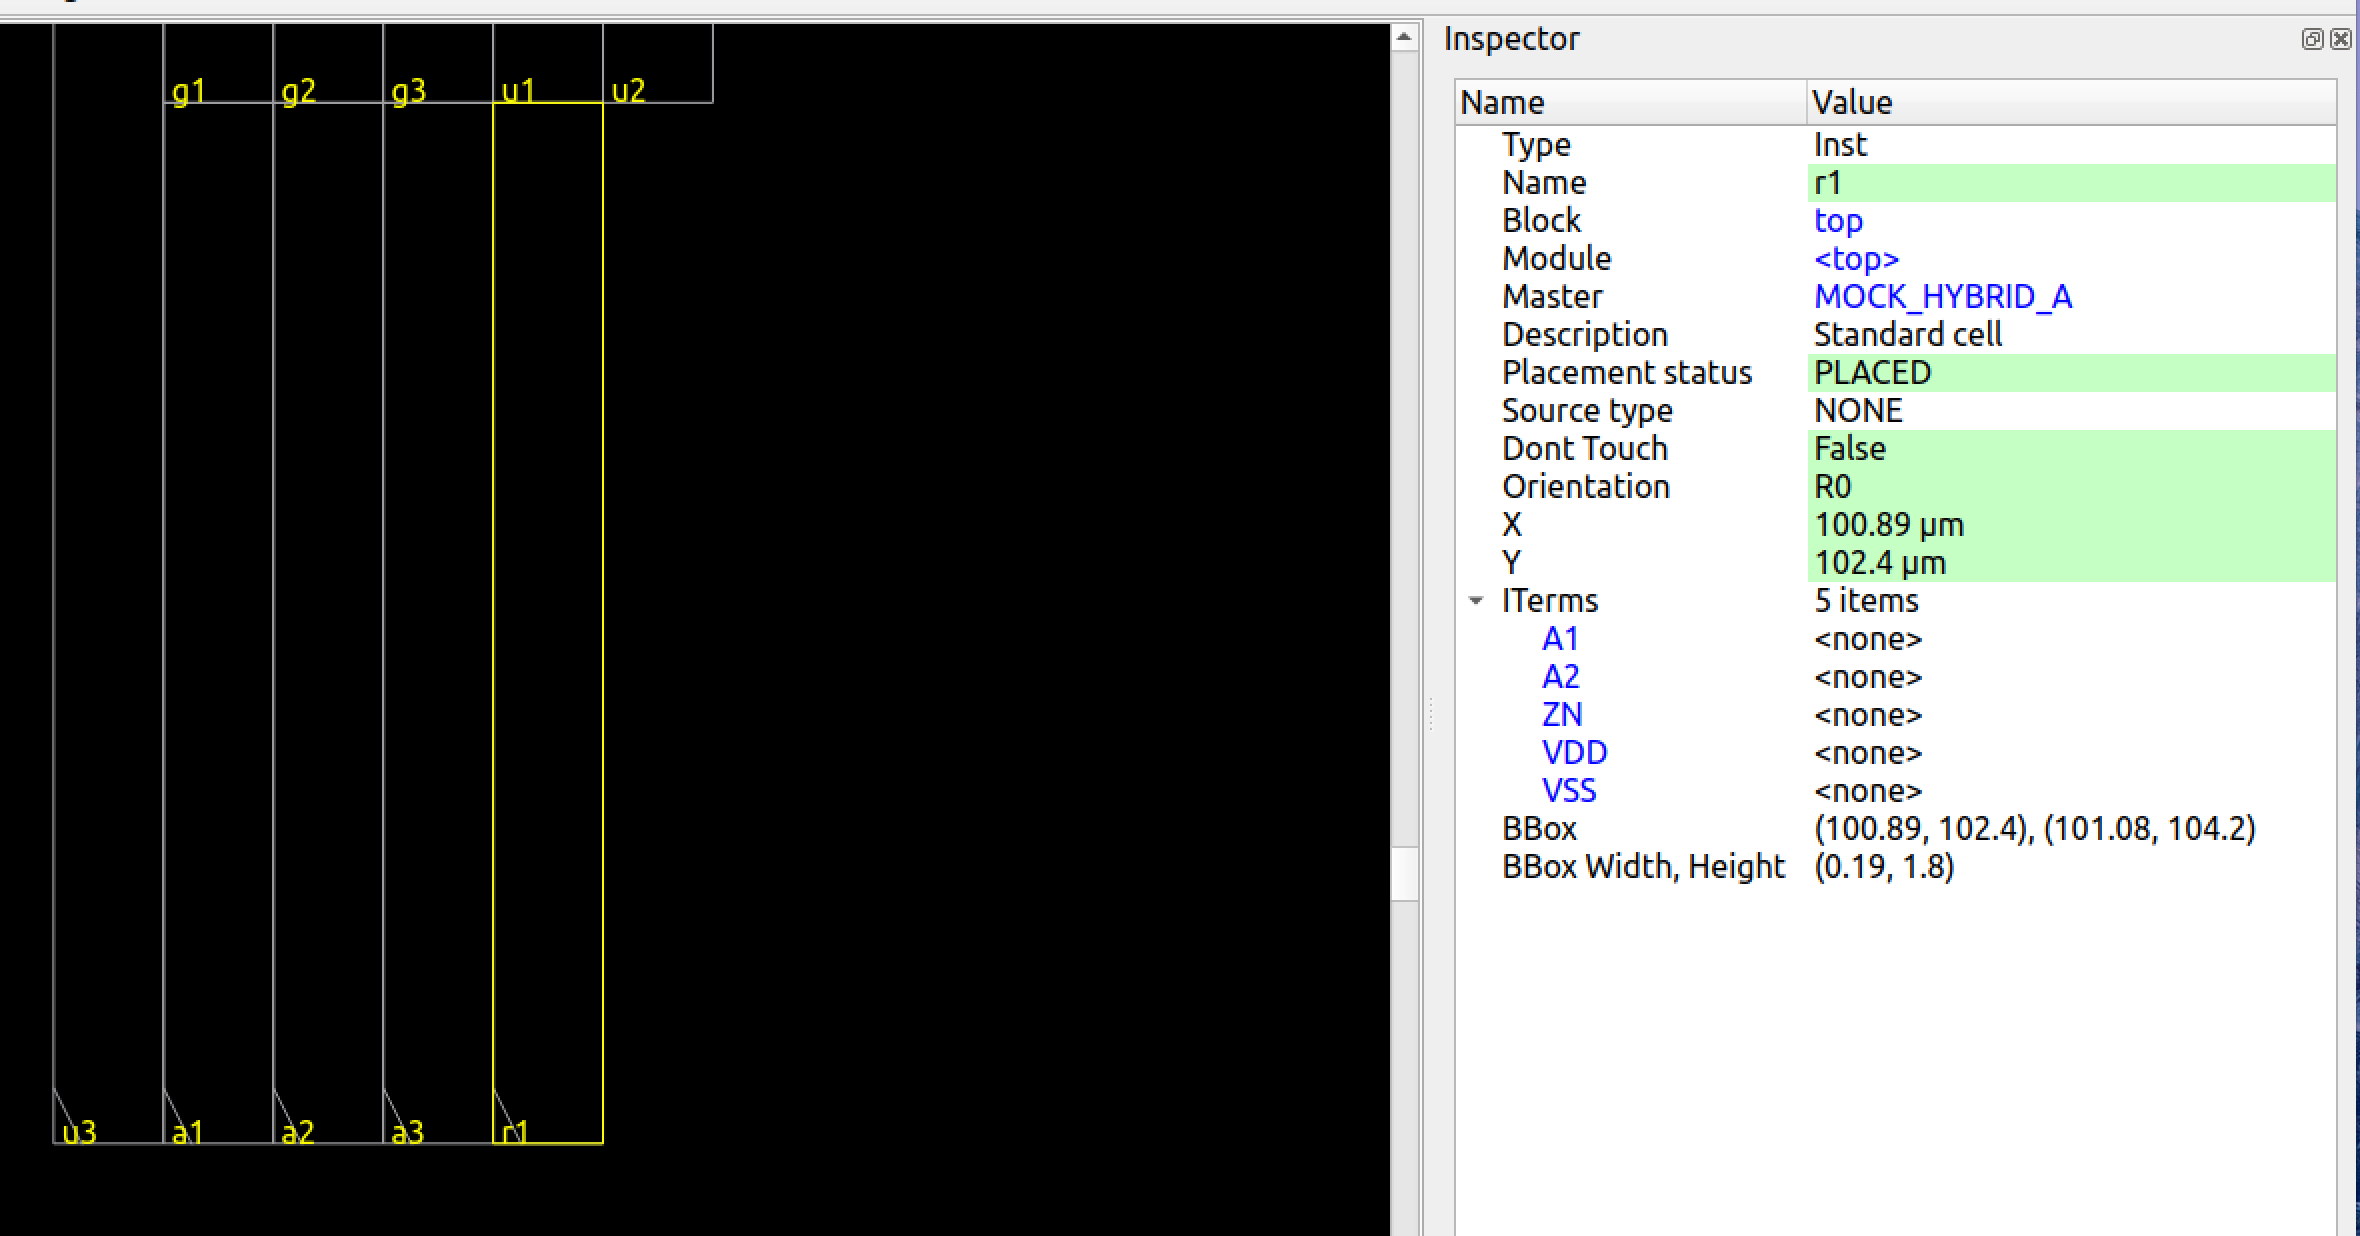 g1 g2 g3 u1 u2
u3 a1 a2 a3 r1
Inspector
Name Value
Type Inst
Name r1
Block top
Module <top>
Master MOCK_HYBRID_A
Description Standard cell
Placement status PLACED
Source type NONE
Dont Touch False
Orientation R0
X 100.89 μm
Y 102.4 μm
ITerms 5 items
A1 <none>
A2 <none>
ZN <none>
VDD <none>
VSS <none>
BBox (100.89, 102.4), (101.08, 104.2)
BBox Width, Height (0.19, 1.8)